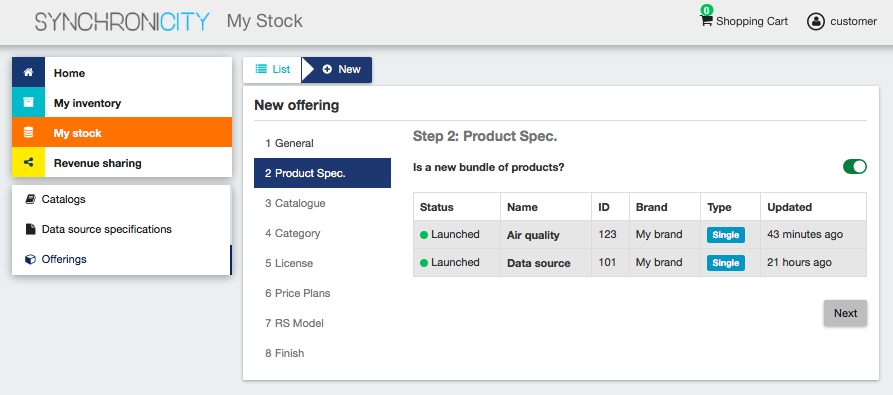 SYNCHRONICITY My Stock 0 Shopping Cart customer
Home
My inventory
My stock
Revenue sharing
Catalogs
Data source specifications
Offerings
List New
New offering
1 General
2 Product Spec.
3 Catalogue
4 Category
5 License
6 Price Plans
7 RS Model
8 Finish
Step 2: Product Spec.
Is a new bundle of products?
Status Name ID Brand Type Updated
Launched Air quality 123 My brand Single 43 minutes ago
Launched Data source 101 My brand Single 21 hours ago
Next